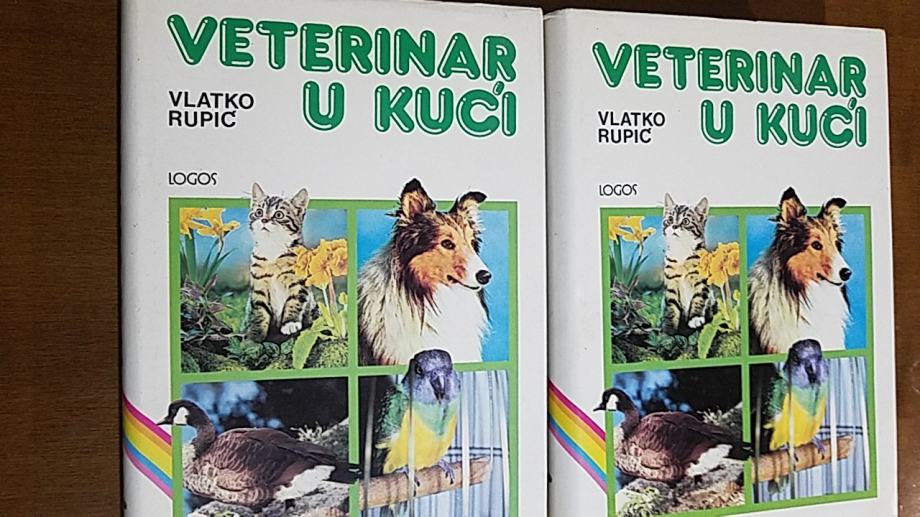 VETERINAR
U KUĆI
VLATKO
RUPIĆ
LOGOS
VETERINAR
U KUĆI
VLATKO
RUPIĆ
LOGOS